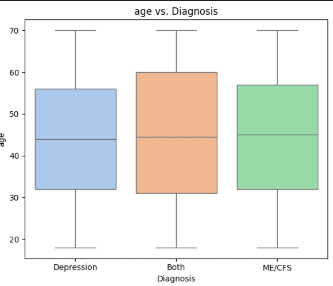 age vs. Diagnosis
70
60
50
40
30
20
age
Depression
Both
ME/CFS
Diagnosis